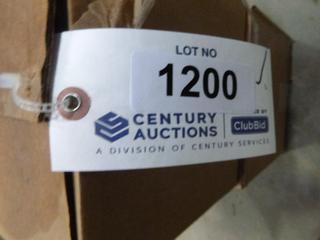 LOT NO
1200
CENTURY
AUCTIONS
ClubBid
A DIVISION OF CENTURY SERVICES